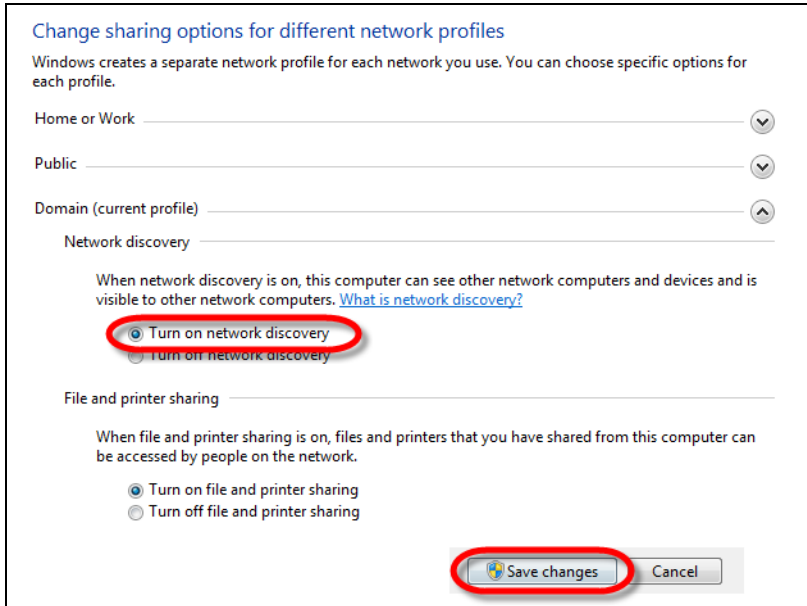 Change sharing options for different network profiles
Windows creates a separate network profile for each network you use. You can choose specific options for
each profile.
Home or Work
Public
Domain (current profile)
Network discovery
When network discovery is on, this computer can see other network computers and devices and is
visible to other network computers. What is network discovery?
Turn on network discovery
Turn off network discovery
File and printer sharing
When file and printer sharing is on, files and printers that you have shared from this computer can
be accessed by people on the network.
Turn on file and printer sharing
Turn off file and printer sharing
Save changes Cancel